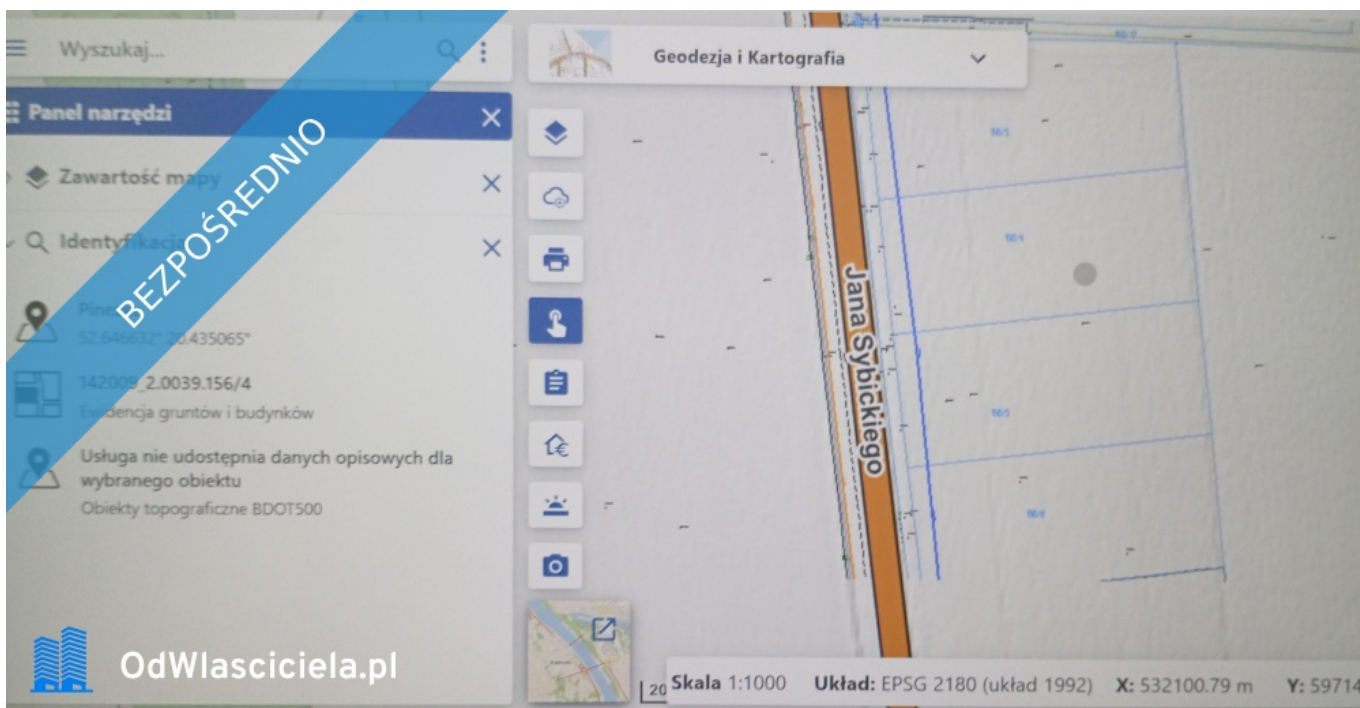 Wyszukaj...
Geodezja i Kartografia
Panel narzędzi
Zawartość mapy
Identyfikacja
BEZPOŚREDNIO
52.646632° 20.435065°
142009_2.0039.156/4
Ewidencja gruntów i budynków
Usługa nie udostępnia danych opisowych dla
wybranego obiektu
Obiekty topograficzne BDOT500
Jana Sybickiego
OdWlasciciela.pl
20
Skala 1:1000
Układ: EPSG 2180 (układ 1992)
X: 532100.79 m
Y: 59714